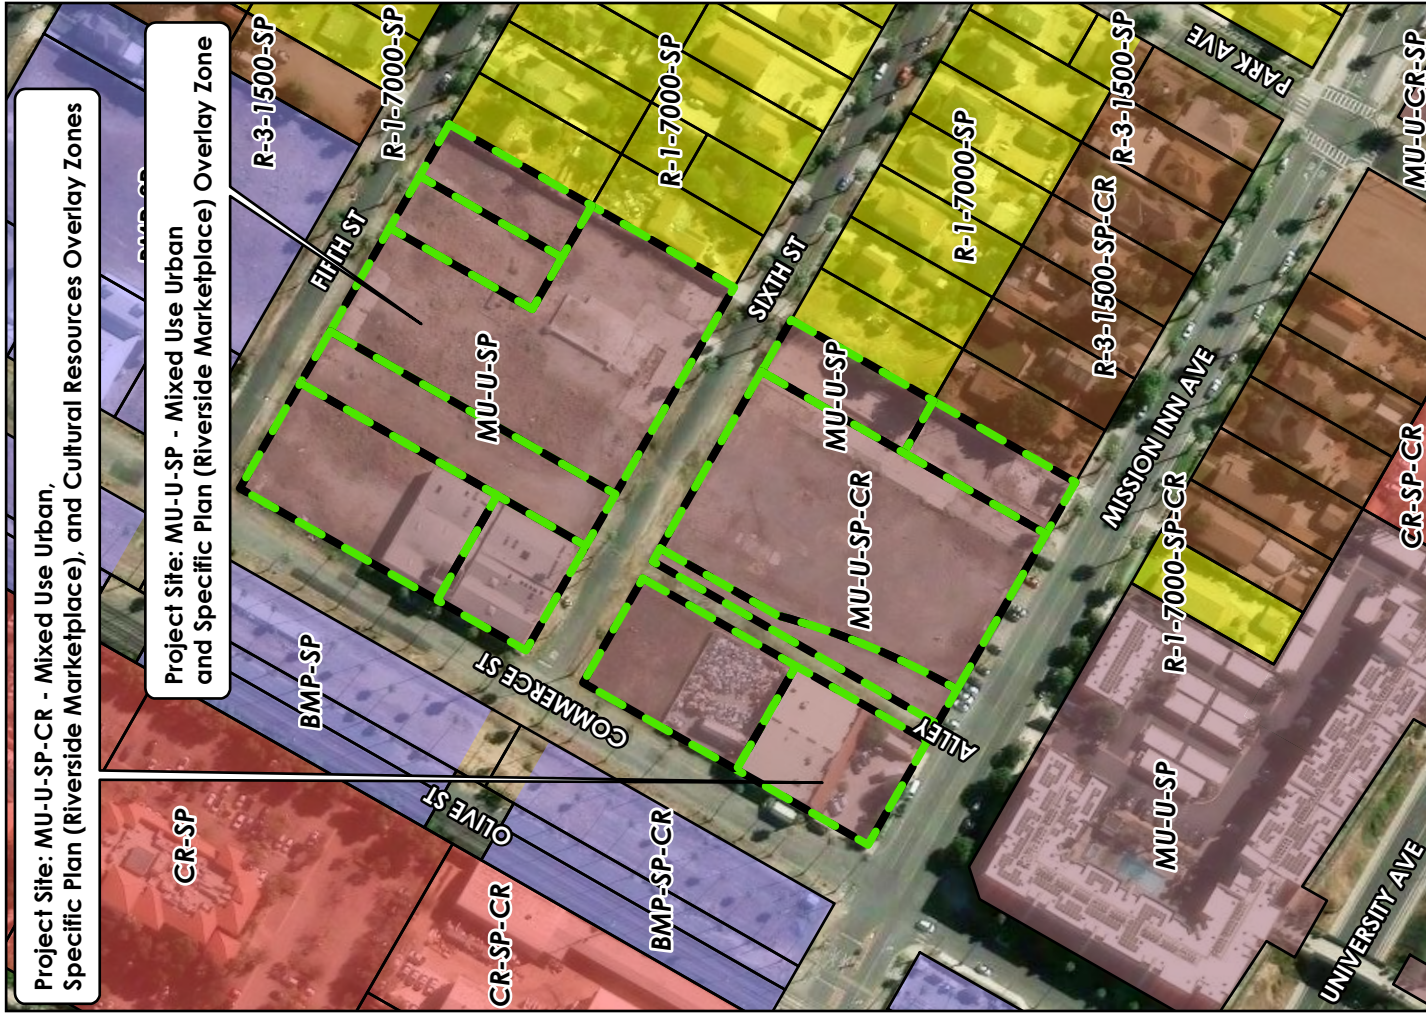 Project Site: MU-U-SP-CR - Mixed Use Urban,
Specific Plan (Riverside Marketplace), and Cultural Resources Overlay Zones
Project Site: MU-U-SP - Mixed Use Urban
and Specific Plan (Riverside Marketplace) Overlay Zone
R-3-1500-SP
R-1-7000-SP
R-1-7000-SP
R-1-7000-SP
R-3-1500-SP
PARK AVE
MU-U-CR-SP
FIFTH ST
SIXTH ST
R-3-1500-SP-CR
MU-U-SP
MU-U-SP
MU-U-SP-CR
MISSION INN AVE
R-1-7000-SP-CR
CR-SP-CR
BMP-SP
COMMERCE ST
ALLEY
OLIVE ST
CR-SP
CR-SP-CR
BMP-SP-CR
MU-U-SP
UNIVERSITY AVE